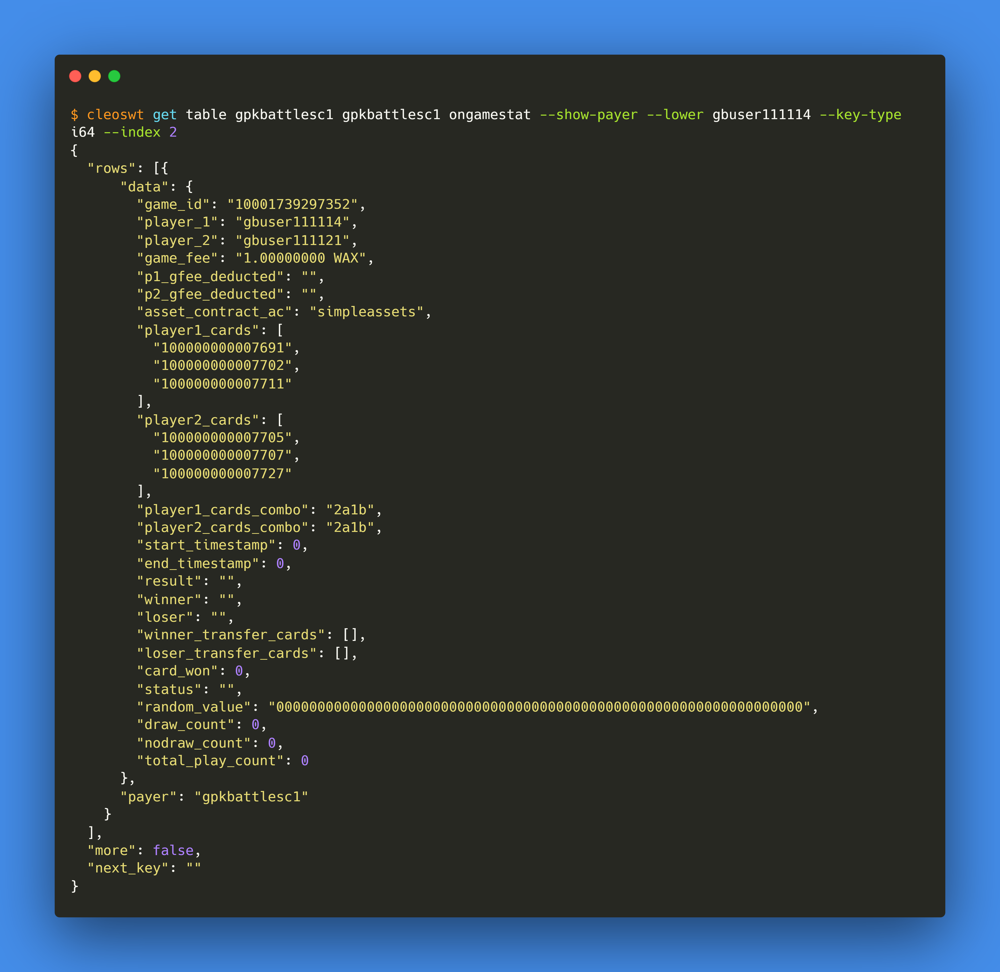 $ cleoswt get table gpkbattlesc1 gpkbattlesc1 ongamestat --show-payer --lower gbuser111114 --key-type
i64 --index 2
{
  "rows": [{
      "data": {
        "game_id": "10001739297352",
        "player_1": "gbuser111114",
        "player_2": "gbuser111121",
        "game_fee": "1.00000000 WAX",
        "p1_gfee_deducted": "",
        "p2_gfee_deducted": "",
        "asset_contract_ac": "simpleassets",
        "player1_cards": [
          "100000000007691",
          "100000000007702",
          "100000000007711"
        ],
        "player2_cards": [
          "100000000007705",
          "100000000007707",
          "100000000007727"
        ],
        "player1_cards_combo": "2a1b",
        "player2_cards_combo": "2a1b",
        "start_timestamp": 0,
        "end_timestamp": 0,
        "result": "",
        "winner": "",
        "loser": "",
        "winner_transfer_cards": [],
        "loser_transfer_cards": [],
        "card_won": 0,
        "status": "",
        "random_value": "0000000000000000000000000000000000000000000000000000000000000000",
        "draw_count": 0,
        "nodraw_count": 0,
        "total_play_count": 0
      },
      "payer": "gpkbattlesc1"
    }
  ],
  "more": false,
  "next_key": ""
}